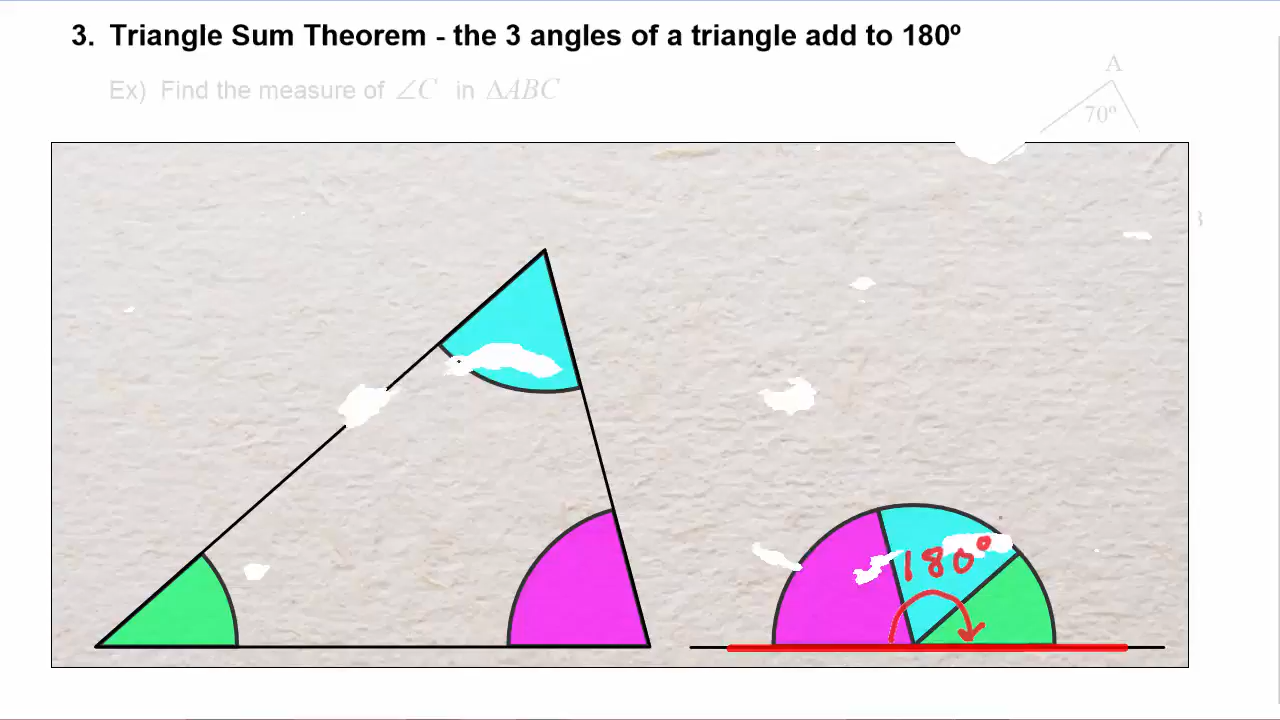 3. Triangle Sum Theorem - the 3 angles of a triangle add to 180º
Ex) Find the measure of ∠C in ΔABC
A
70º
180°